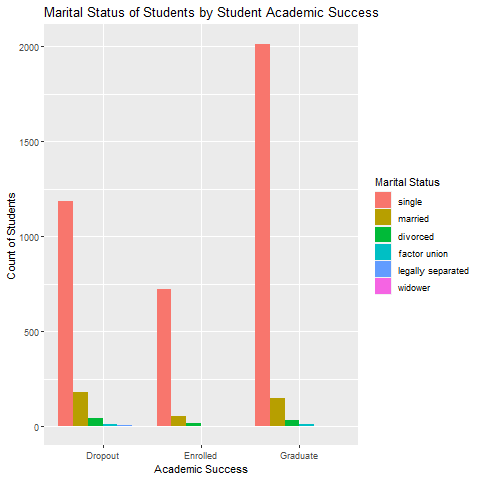 Marital Status of Students by Student Academic Success
Count of Students
2000
1500
1000
500
0
Dropout
Enrolled
Graduate
Academic Success
Marital Status
single
married
divorced
factor union
legally separated
widower